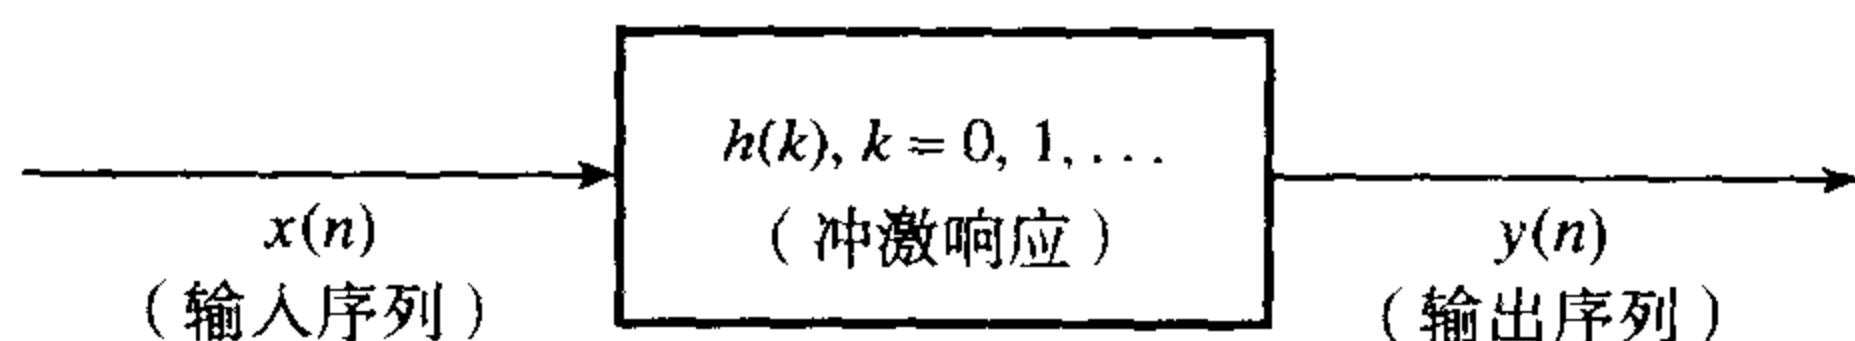 h(k), k = 0, 1, . . .
（冲激响应）
x(n)
（输入序列）
y(n)
（输出序列）